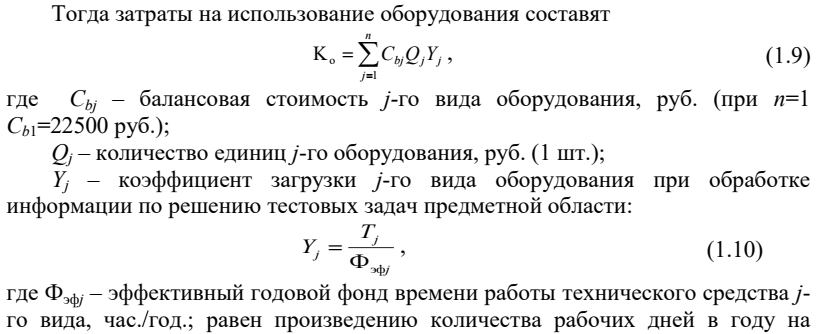 Тогда затраты на использование оборудования составят
K_о = \sum_{j=1}^{n} C_{bj} Q_j Y_j , (1.9)
где C_{bj} – балансовая стоимость j-го вида оборудования, руб. (при n=1
C_{b}1=22500 руб.);
Q_j – количество единиц j-го оборудования, руб. (1 шт.);
Y_j – коэффициент загрузки j-го вида оборудования при обработке
информации по решению тестовых задач предметной области:
Y_j = \frac{T_j}{Ф_{эфj}} , (1.10)
где Ф_{эфj} – эффективный годовой фонд времени работы технического средства j-
го вида, час./год.; равен произведению количества рабочих дней в году на